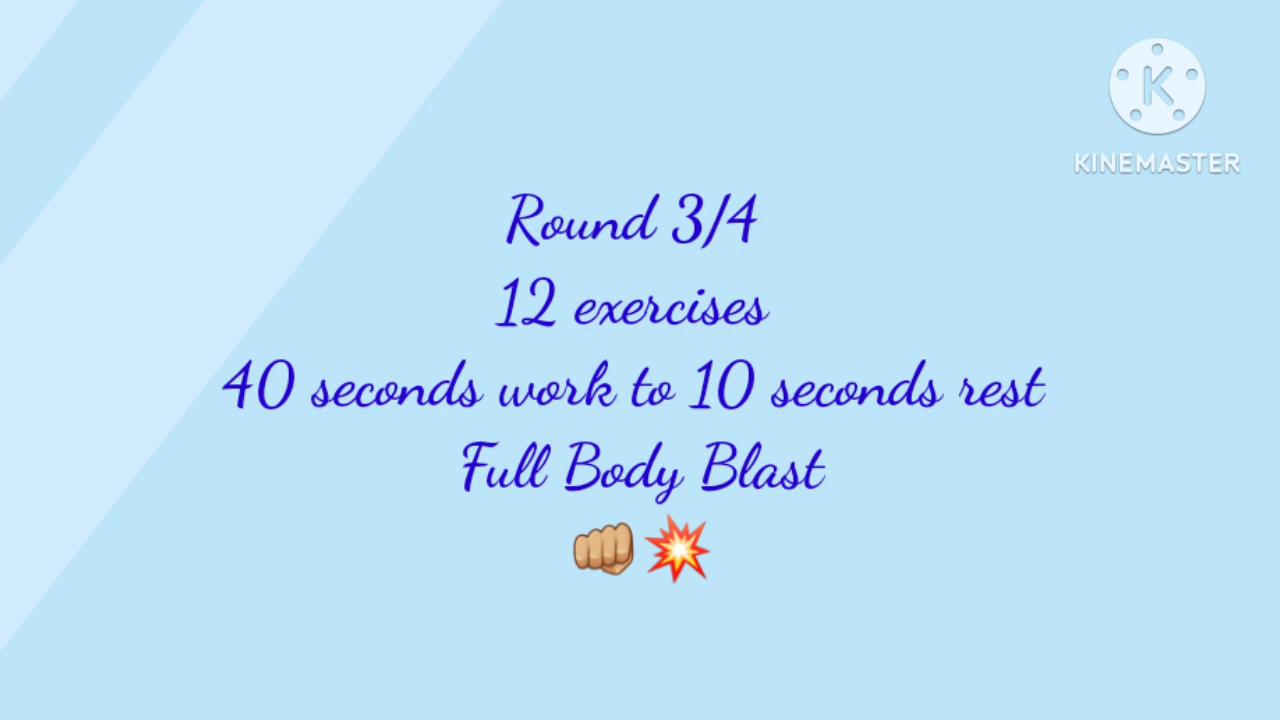 KINEMASTER
Round 3/4
12 exercises
40 seconds work to 10 seconds rest
Full Body Blast
👊🏼💥